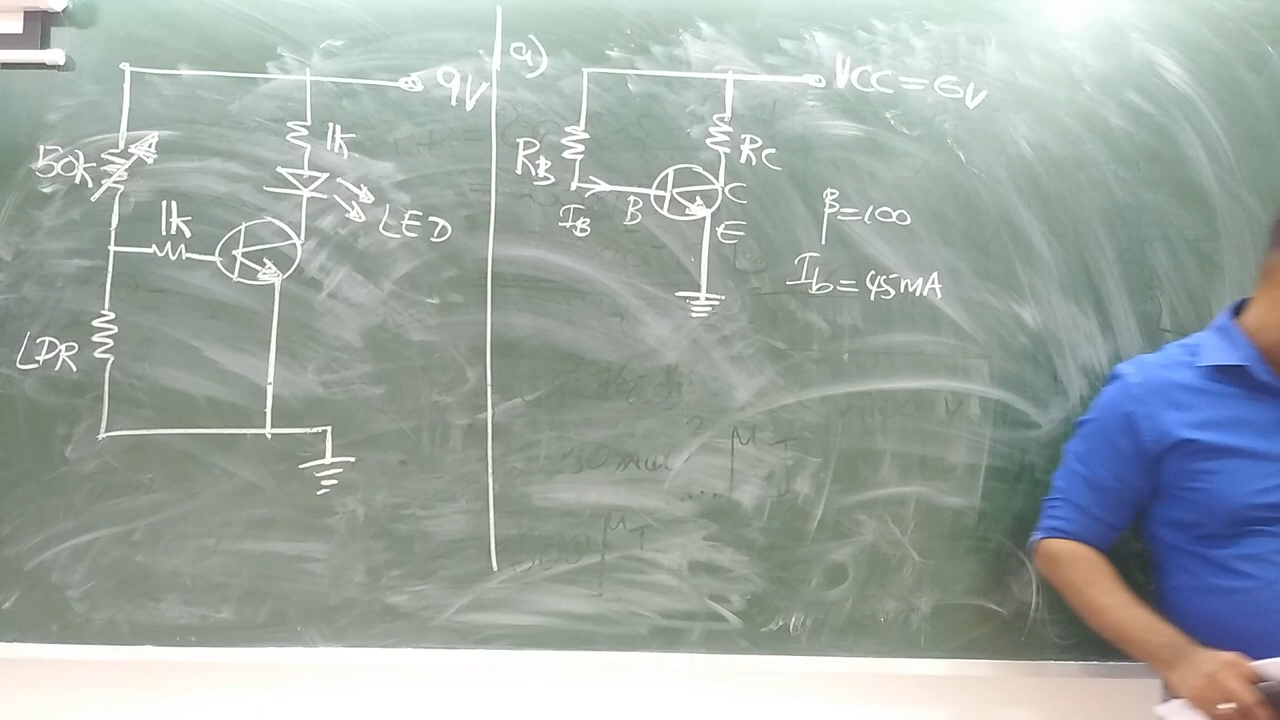 9V
50k
1k
1k
LED
LDR
a)
VCC=6V
RB
RC
IB
B
C
E
β=100
Ib=45mA